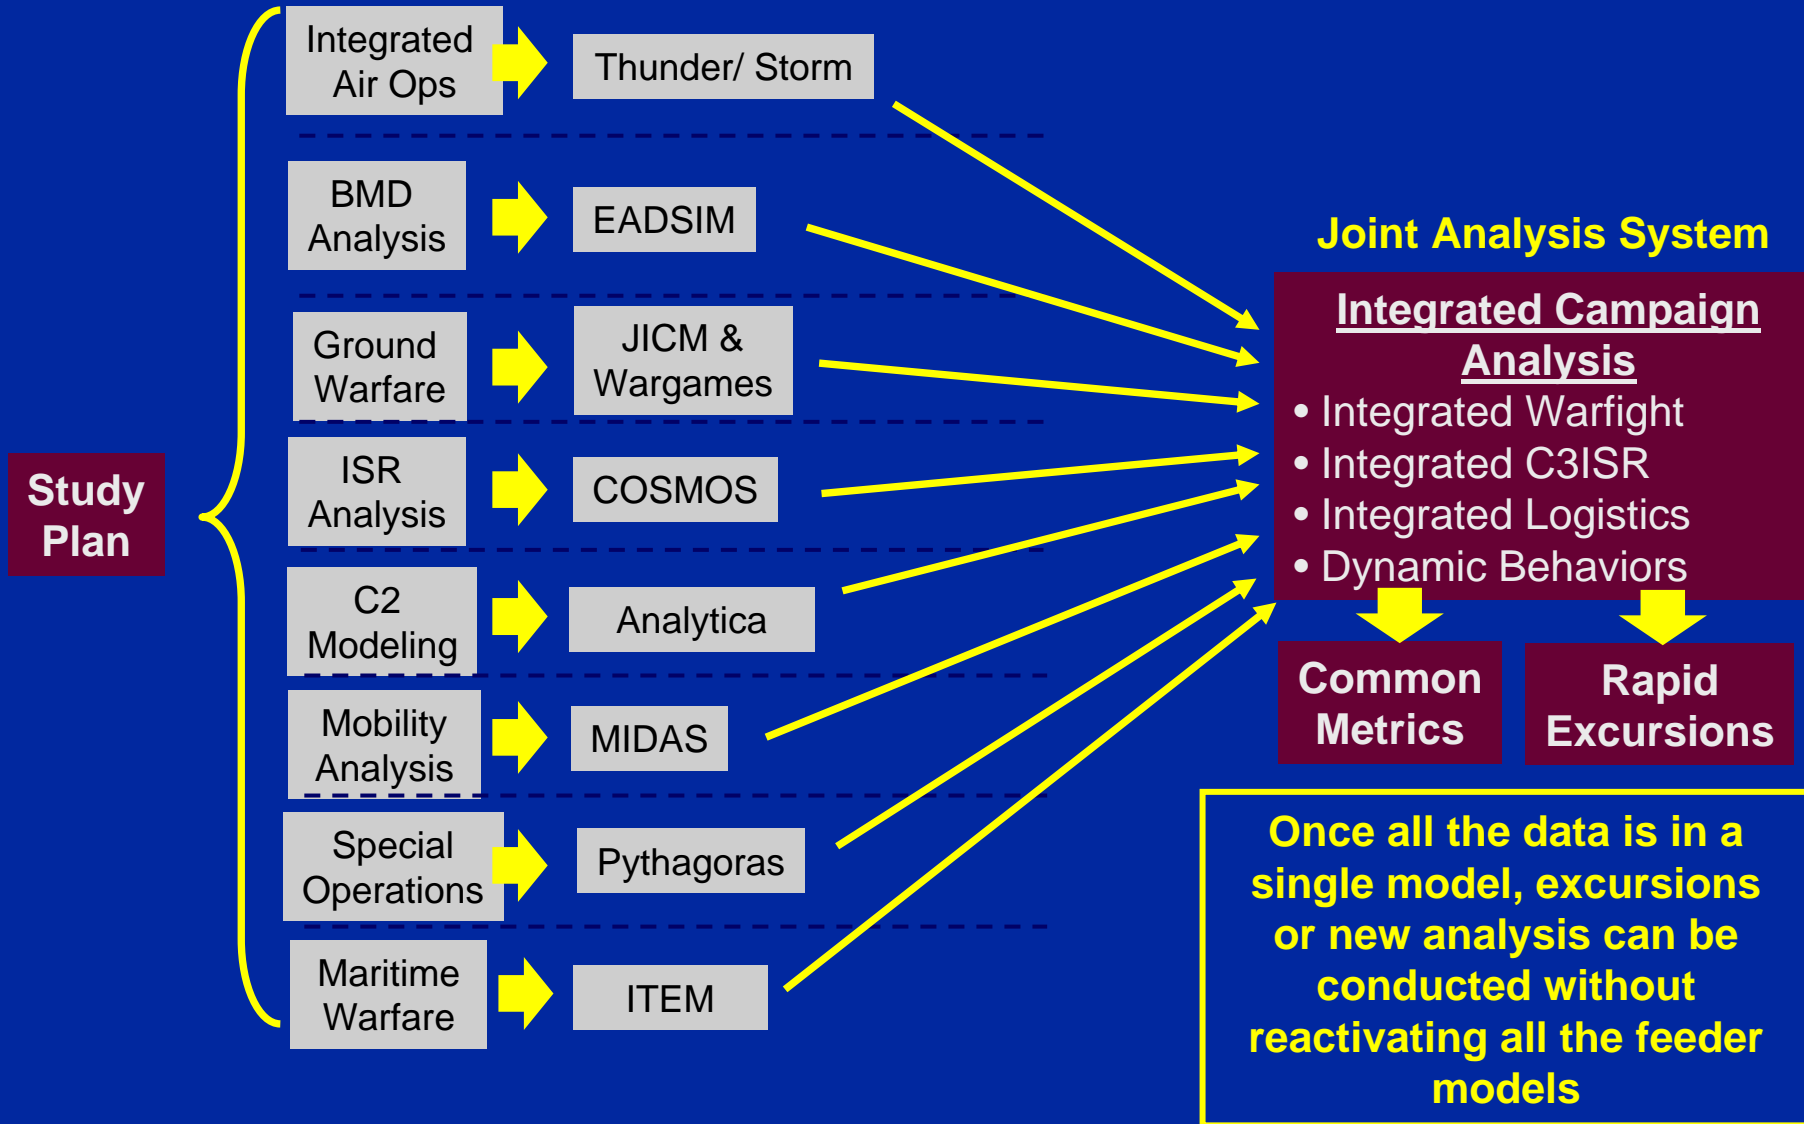 Study
Plan
Integrated
Air Ops
Thunder/ Storm
BMD
Analysis
EADSIM
Ground
Warfare
JICM &
Wargames
ISR
Analysis
COSMOS
C2
Modeling
Analytica
Mobility
Analysis
MIDAS
Special
Operations
Pythagoras
Maritime
Warfare
ITEM
Joint Analysis System
Integrated Campaign
Analysis
• Integrated Warfight
• Integrated C3ISR
• Integrated Logistics
• Dynamic Behaviors
Common
Metrics
Rapid
Excursions
Once all the data is in a
single model, excursions
or new analysis can be
conducted without
reactivating all the feeder
models